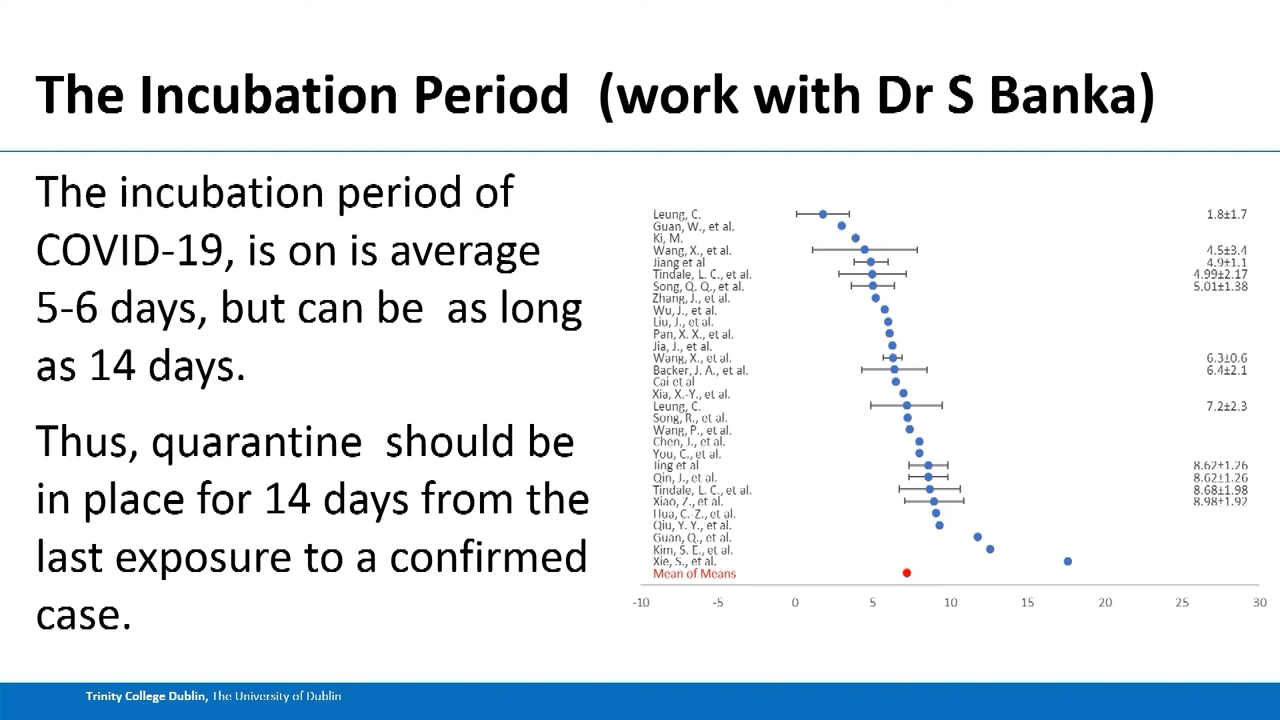 The Incubation Period (work with Dr S Banka)
The incubation period of
COVID-19, is on is average
5-6 days, but can be as long
as 14 days.
Thus, quarantine should be
in place for 14 days from the
last exposure to a confirmed
case.
Leung, C. 1.8±1.7
Guan, W., et al.
Ki, M.
Wang, X., et al. 4.5±3.4
Jiang et al 4.9±1.1
Tindale, L. C., et al. 4.99±2.17
Song, Q. Q., et al. 5.01±1.38
Zhang, J., et al.
Wu, J., et al.
Liu, J., et al.
Pan, X. X., et al.
Jia, J., et al.
Wang, X., et al. 6.3±0.6
Backer, J. A., et al. 6.4±2.1
Cai et al
Xia, X.-Y., et al.
Leung, C. 7.2±2.3
Song, R., et al.
Wang, P., et al.
Chen, J., et al.
You, C., et al.
Jing et al 8.62±1.26
Qin, J., et al. 8.62±1.26
Tindale, L. C., et al. 8.68±1.98
Xiao, Z., et al. 8.98±1.92
Hua, C.-Z., et al.
Qiu, Y. Y., et al.
Guan, Q., et al.
Kim, S. E., et al.
Xie, S., et al.
Mean of Means
-10 -5 0 5 10 15 20 25 30
Trinity College Dublin, The University of Dublin